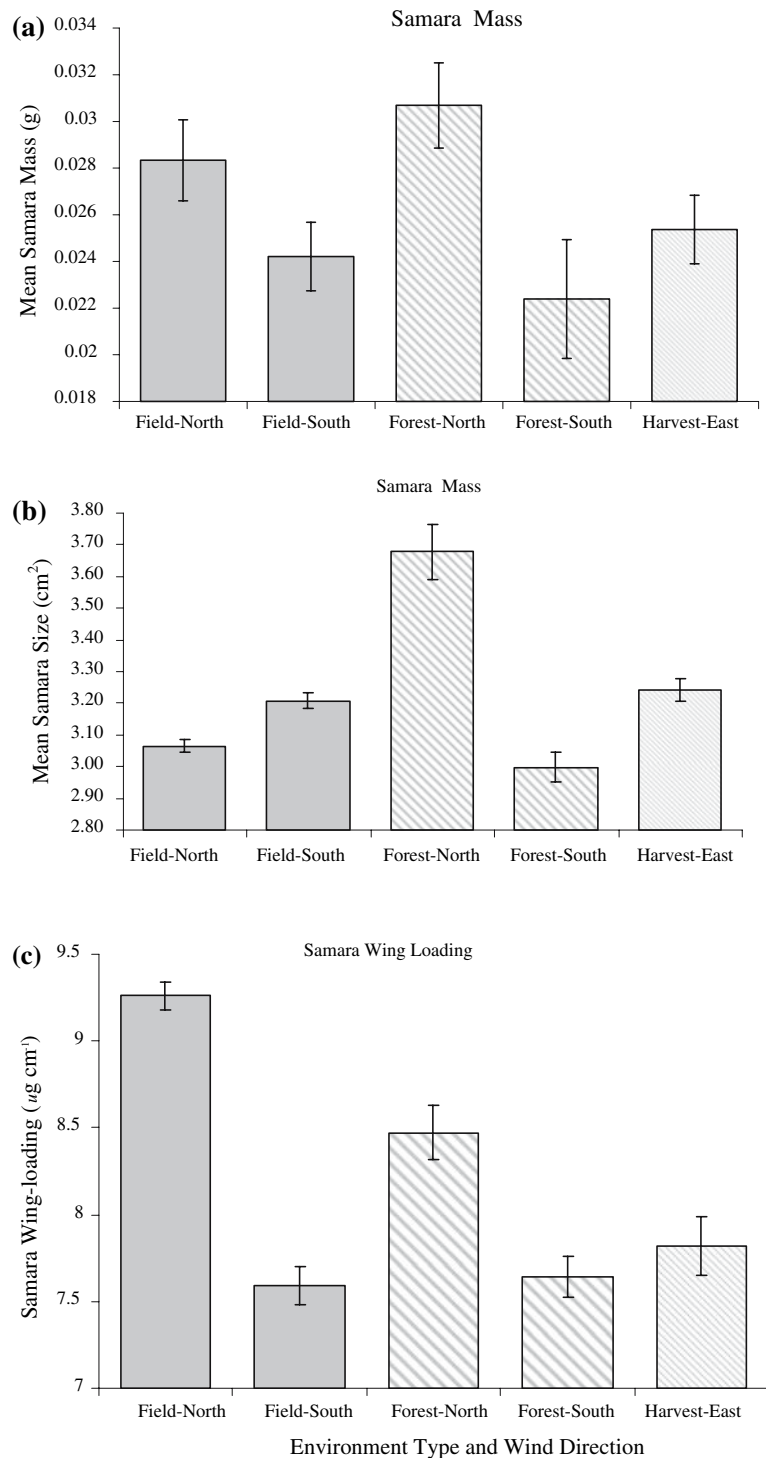 (a)
Samara Mass
Mean Samara Mass (g)
0.034
0.032
0.03
0.028
0.026
0.024
0.022
0.02
0.018
Field-North Field-South Forest-North Forest-South Harvest-East
(b)
Samara Mass
Mean Samara Size (cm²)
3.80
3.70
3.60
3.50
3.40
3.30
3.20
3.10
3.00
2.90
2.80
Field-North Field-South Forest-North Forest-South Harvest-East
(c)
Samara Wing Loading
Samara Wing-loading (ug cm⁻¹)
9.5
9
8.5
8
7.5
7
Field-North Field-South Forest-North Forest-South Harvest-East
Environment Type and Wind Direction